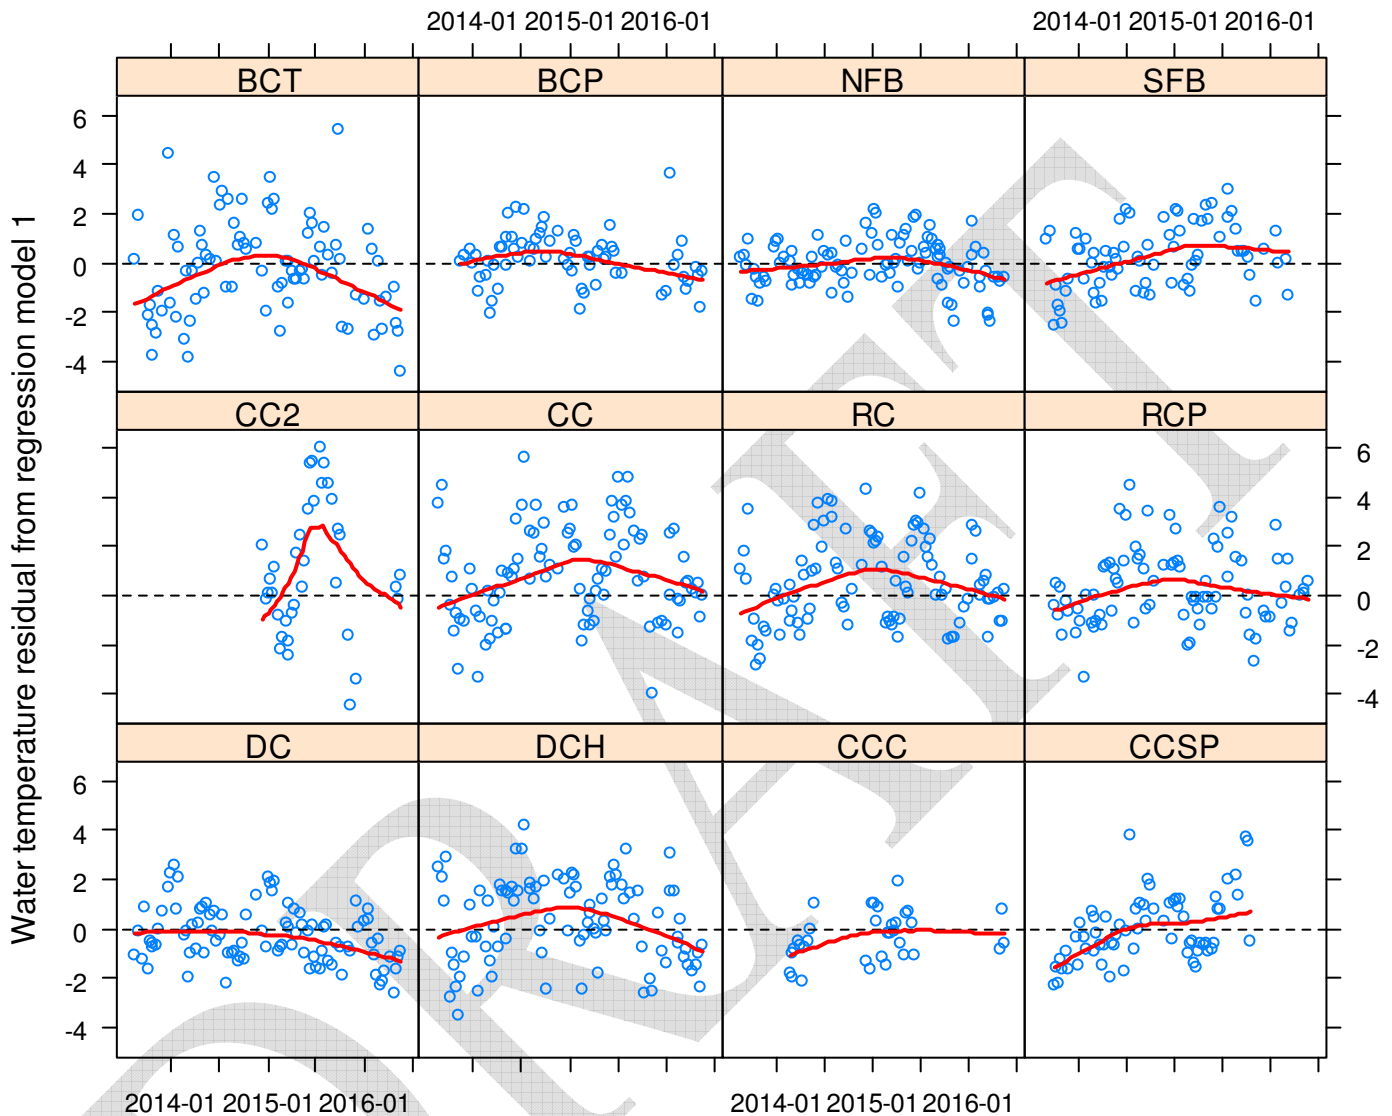 2014-01 2015-01 2016-01 2014-01 2015-01 2016-01
BCT BCP NFB SFB
6
4
2
0
-2
-4
CC2 CC RC RCP
6
4
2
0
-2
-4
DC DCH CCC CCSP
6
4
2
0
-2
-4
2014-01 2015-01 2016-01 2014-01 2015-01 2016-01
Water temperature residual from regression model 1
DRAFT